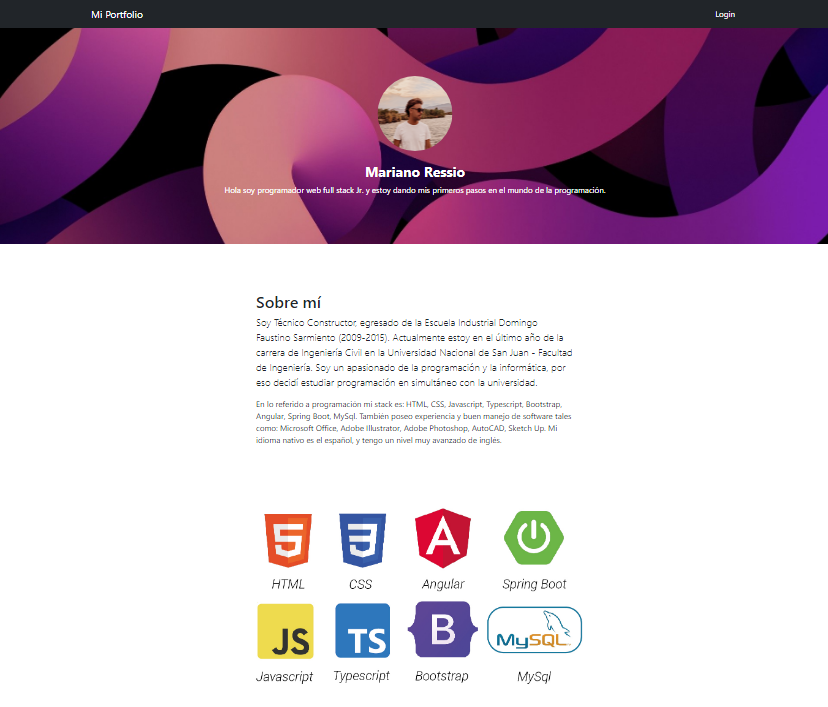 Mi Portfolio
Login
Mariano Ressio
Hola soy programador web full stack Jr. y estoy dando mis primeros pasos en el mundo de la programación.
Sobre mí
Soy Técnico Constructor, egresado de la Escuela Industrial Domingo
Faustino Sarmiento (2009-2015). Actualmente estoy en el último año de la
carrera de Ingeniería Civil en la Universidad Nacional de San Juan - Facultad
de Ingeniería. Soy un apasionado de la programación y la informática, por
eso decidí estudiar programación en simultáneo con la universidad.
En lo referido a programación mi stack es: HTML, CSS, Javascript, Typescript, Bootstrap,
Angular, Spring Boot, MySql. También poseo experiencia y buen manejo de software tales
como: Microsoft Office, Adobe Illustrator, Adobe Photoshop, AutoCAD, Sketch Up. Mi
idioma nativo es el español, y tengo un nivel muy avanzado de inglés.
5 3 A
HTML CSS Angular Spring Boot
JS TS B MySQL
Javascript Typescript Bootstrap MySql